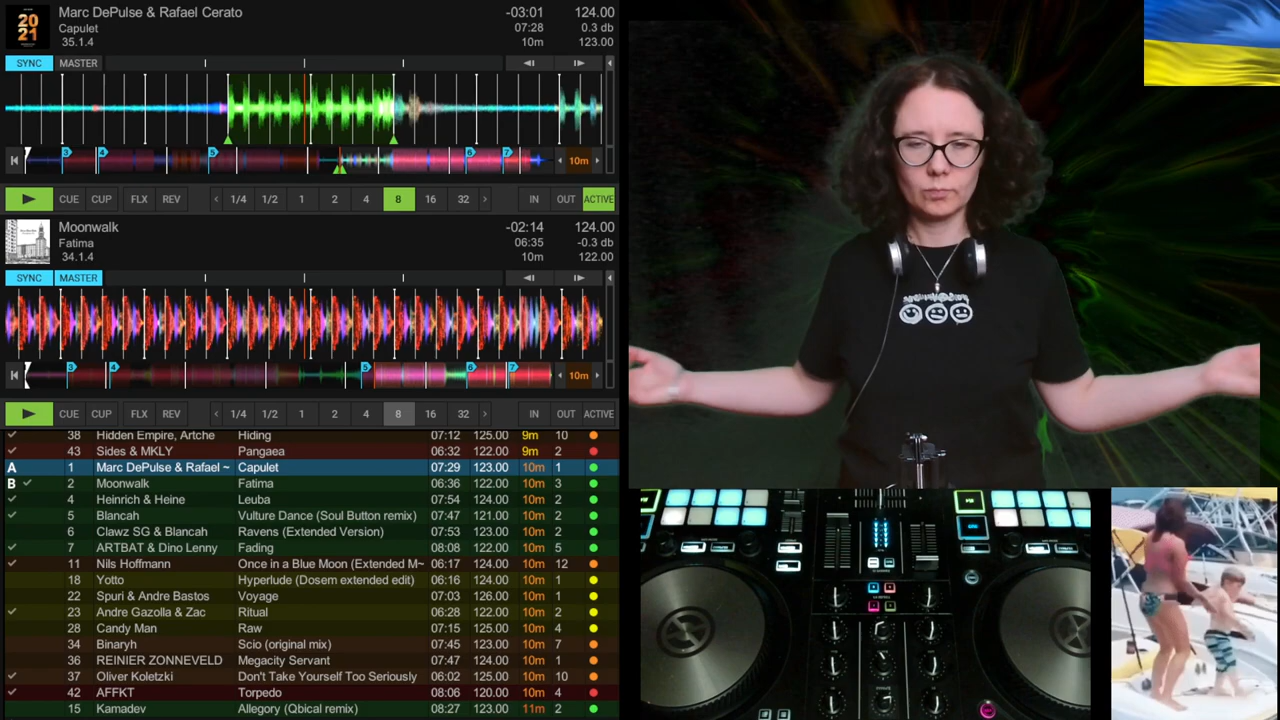 20
21
Marc DePulse & Rafael Cerato
Capulet
35.1.4
-03:01 124.00
07:28 0.3 db
10m 123.00
SYNC MASTER
3 4 5 6 7 10m
CUE CUP FLX REV 1/4 1/2 1 2 4 8 16 32 IN OUT ACTIVE
Moonwalk
Fatima
34.1.4
-02:14 124.00
06:35 -0.3 db
10m 122.00
SYNC MASTER
3 4 5 6 7 10m
CUE CUP FLX REV 1/4 1/2 1 2 4 8 16 32 IN OUT ACTIVE
38 Hidden Empire, Artche Hiding 07:12 125.00 9m 10
43 Sides & MKLY Pangaea 06:32 122.00 9m 2
A 1 Marc DePulse & Rafael ~ Capulet 07:29 123.00 10m 1
B 2 Moonwalk Fatima 06:36 122.00 10m 3
4 Heinrich & Heine Leuba 07:54 124.00 10m 2
5 Blancah Vulture Dance (Soul Button remix) 07:47 121.00 10m 2
6 Clawz SG & Blancah Ravens (Extended Version) 07:53 123.00 10m 2
7 ARTBAT & Dino Lenny Fading 08:08 122.00 10m 5
11 Nils Hoffmann Once in a Blue Moon (Extended M~ 06:17 124.00 10m 12
18 Yotto Hyperlude (Dosem extended edit) 06:16 124.00 10m 1
22 Spuri & Andre Bastos Voyage 07:03 126.00 10m 1
23 Andre Gazolla & Zac Ritual 06:28 122.00 10m 2
28 Candy Man Raw 07:15 125.00 10m 4
34 Binaryh Scio (original mix) 07:45 123.00 10m 7
36 REINIER ZONNEVELD Megacity Servant 07:47 124.00 10m 1
37 Oliver Koletzki Don't Take Yourself Too Seriously 06:02 125.00 10m 10
42 AFFKT Torpedo 08:06 120.00 10m 4
15 Kamadev Allegory (Qbical remix) 08:27 123.00 11m 2